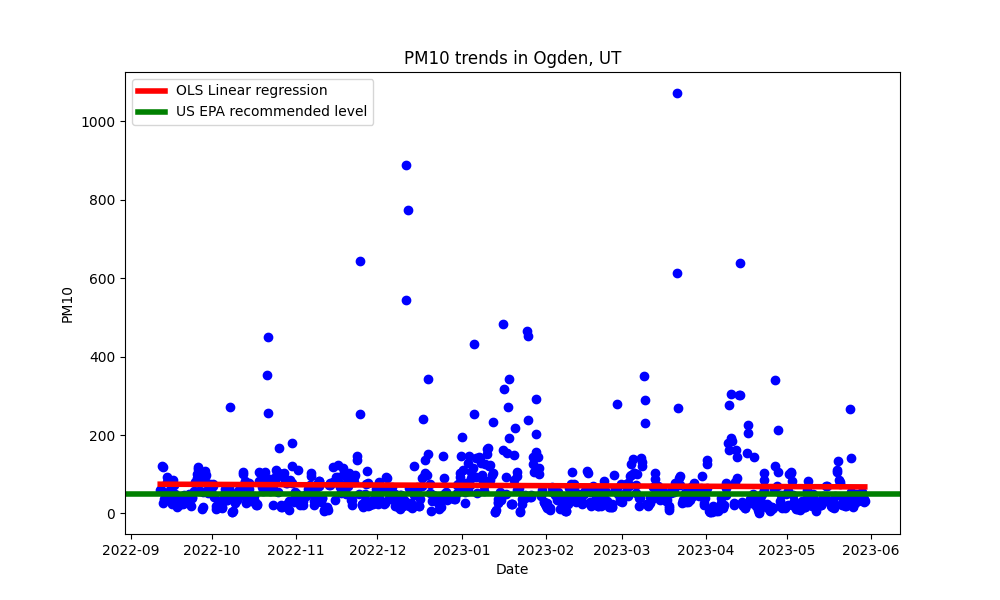 PM10 trends in Ogden, UT
OLS Linear regression
US EPA recommended level
1000
800
600
400
200
0
PM10
2022-09 2022-10 2022-11 2022-12 2023-01 2023-02 2023-03 2023-04 2023-05 2023-06
Date